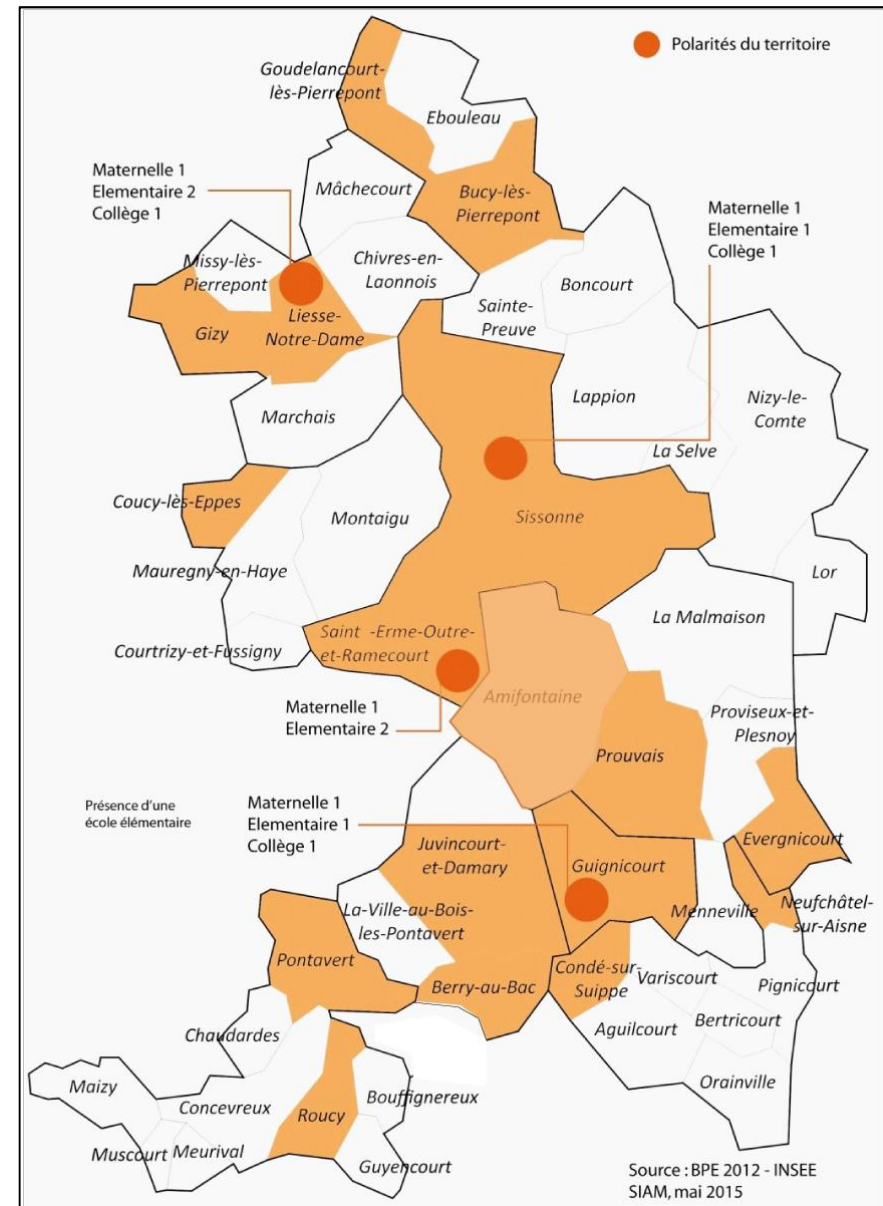 Polarités du territoire
Goudelancourt-
lès-Pierrepont
Ebouleau
Maternelle 1
Elementaire 2
Collège 1
Mâchecourt
Bucy-lès-
Pierrepont
Maternelle 1
Elementaire 1
Collège 1
Missy-lès-
Pierrepont
Chivres-en-
Laonnois
Boncourt
Sainte-
Preuve
Gizy
Liesse-
Notre-Dame
Lappion
Nizy-le-
Comte
Marchais
La Selve
Coucy-lès-Eppes
Montaigu
Sissonne
Mauregny-en-Haye
Lor
La Malmaison
Courtrizy-et-Fussigny
Saint -Erme-Outre-
et-Ramecourt
Amifontaine
Maternelle 1
Elementaire 2
Proviseux-et-
Plesnoy
Prouvais
Présence d'une
école élémentaire
Maternelle 1
Elementaire 1
Collège 1
Juvincourt-
et-Damary
Guignicourt
Evergnicourt
La-Ville-au-Bois-
les-Pontavert
Menneville
Neufchâtel-
sur-Aisne
Pontavert
Berry-au-Bac
Condé-sur-
Suippe
Variscourt
Pignicourt
Aguilcourt
Bertricourt
Chaudardes
Orainville
Maizy
Concevreux
Roucy
Bouffignereux
Muscourt
Meurival
Guyencourt
Source : BPE 2012 - INSEE
SIAM, mai 2015